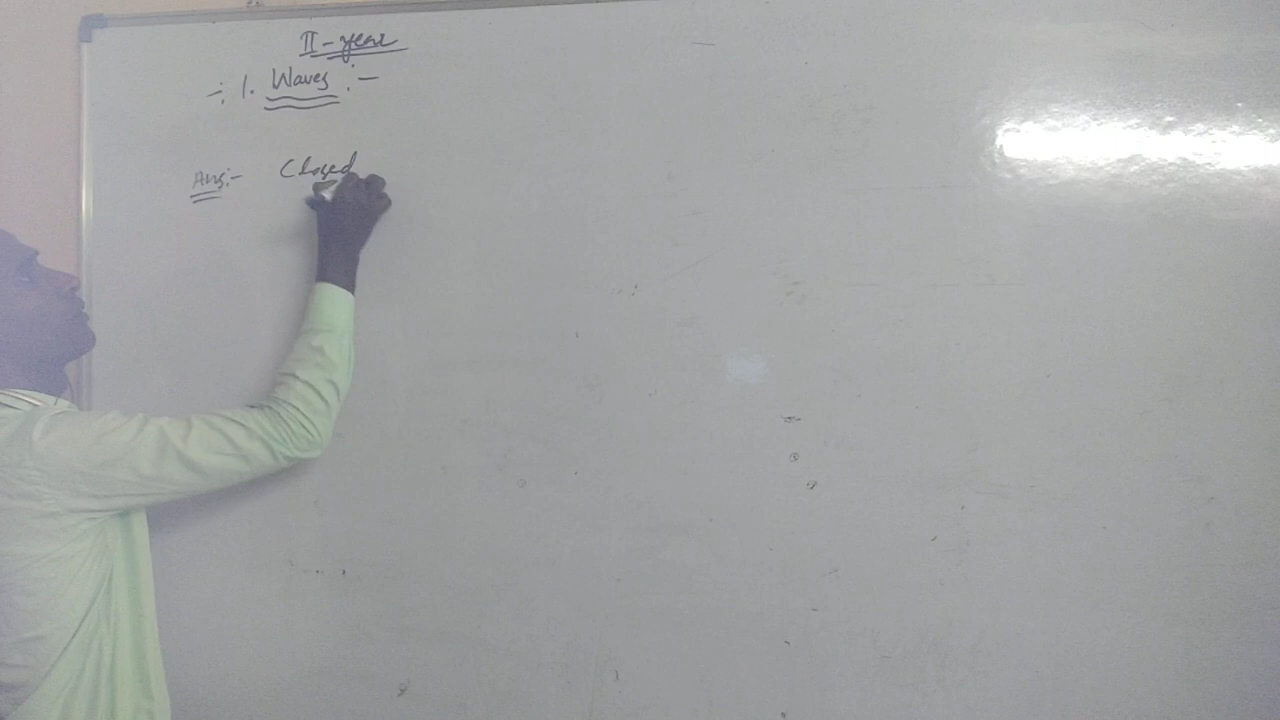 II - year
-: 1. Waves :-
Ans:- Closed